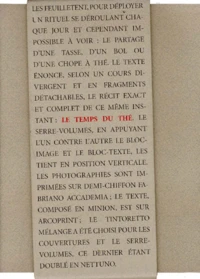 LES FEUILLETENT, POUR DÉPLOYER
UN RITUEL SE DÉROULANT CHA-
QUE JOUR ET CEPENDANT IM-
POSSIBLE À VOIR : LE PARTAGE
D'UNE TASSE, D'UN BOL OU
D'UNE CHOPE À THÉ. LE TEXTE
ÉNONCE, SELON UN COURS DI-
VERGENT ET EN FRAGMENTS
DÉTACHABLES, LE RÉCIT EXACT
ET COMPLET DE CE MÊME INS-
TANT : LE TEMPS DU THÉ. LE
SERRE-VOLUMES, EN APPUYANT
L'UN CONTRE L'AUTRE LE BLOC-
IMAGE ET LE BLOC-TEXTE, LES
TIENT EN POSITION VERTICALE.
LES PHOTOGRAPHIES SONT IM-
PRIMÉES SUR DEMI-CHIFFON FA-
BRIANO ACCADEMIA ; LE TEXTE,
COMPOSÉ EN MINION, EST SUR
ARCOPRINT ; LE TINTORETTO
MÉLANGE A ÉTÉ CHOISI POUR LES
COUVERTURES ET LE SERRE-
VOLUMES, CE DERNIER ÉTANT
DOUBLÉ EN NETTUNO.